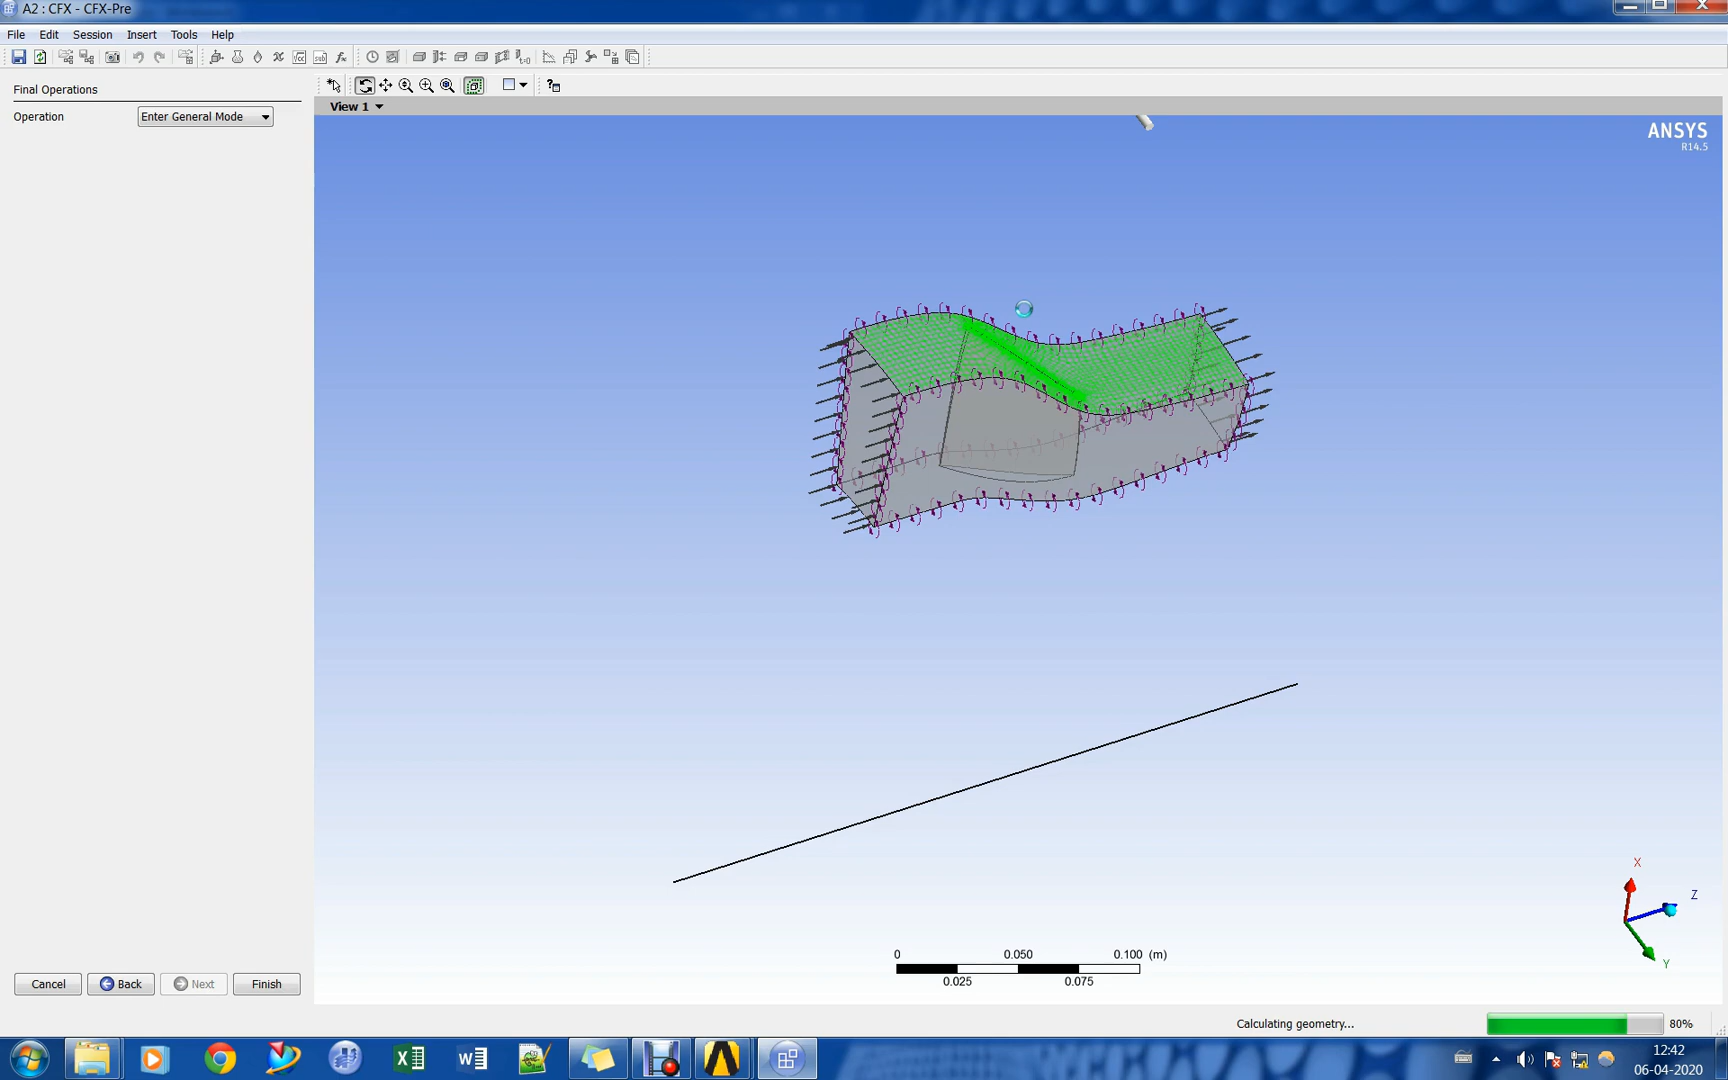 A2 : CFX - CFX-Pre
File Edit Session Insert Tools Help
Final Operations
Operation Enter General Mode
View 1
ANSYS
R14.5
X
Z
Y
0 0.050 0.100 (m)
0.025 0.075
Cancel Back Next Finish
Calculating geometry... 80%
12:42
06-04-2020